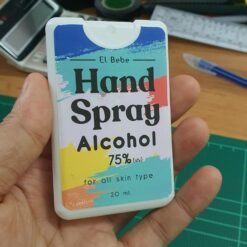 El Bebe
Hand
Spray
Alcohol
75%
for all skin type
20 ml